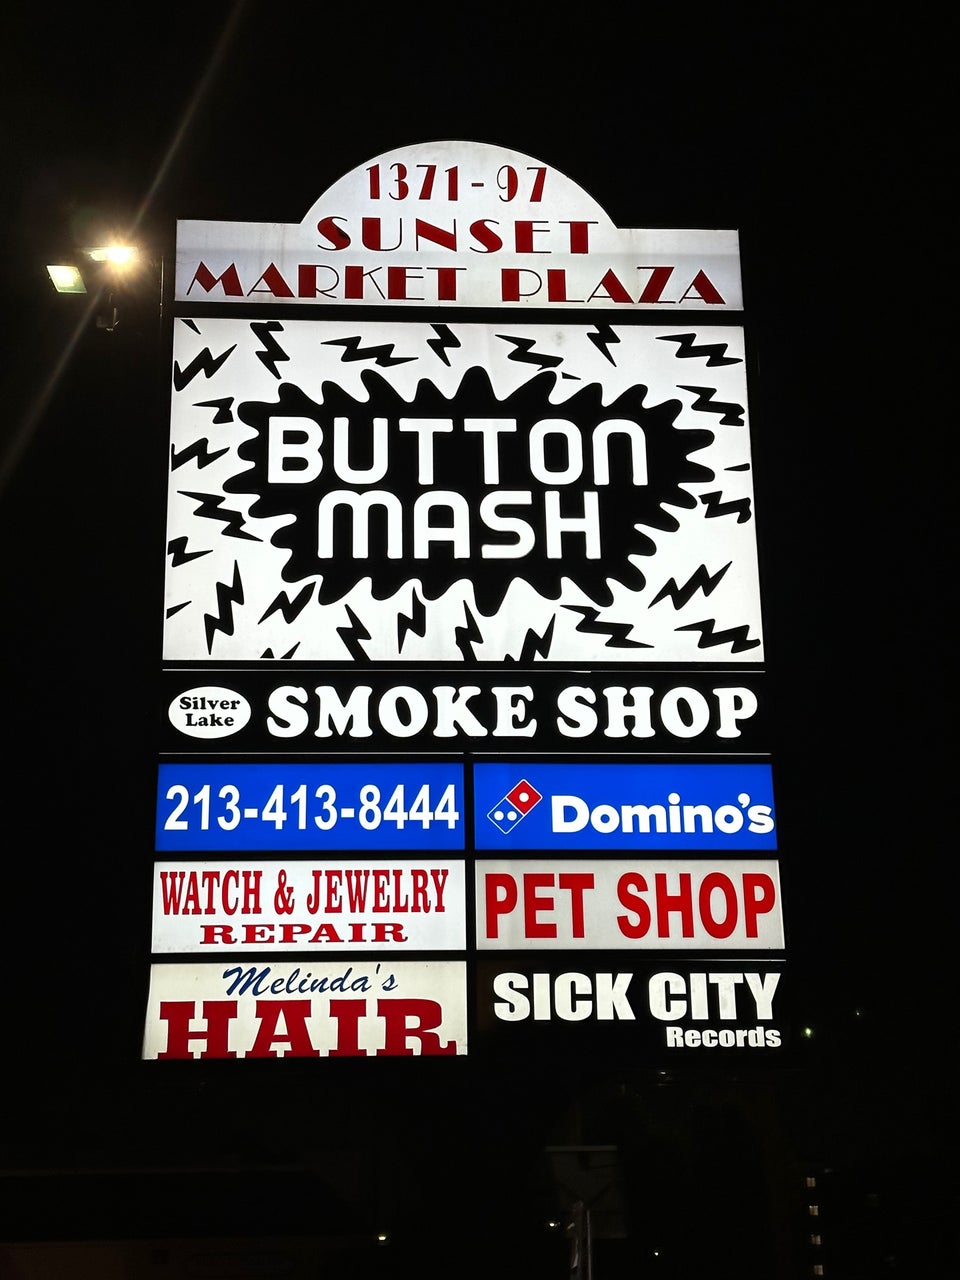 1371-97
SUNSET
MARKET PLAZA
BUTTON
MASH
Silver
Lake
SMOKE SHOP
213-413-8444
Domino's
WATCH & JEWELRY
REPAIR
PET SHOP
Melinda's
HAIR
SICK CITY
Records